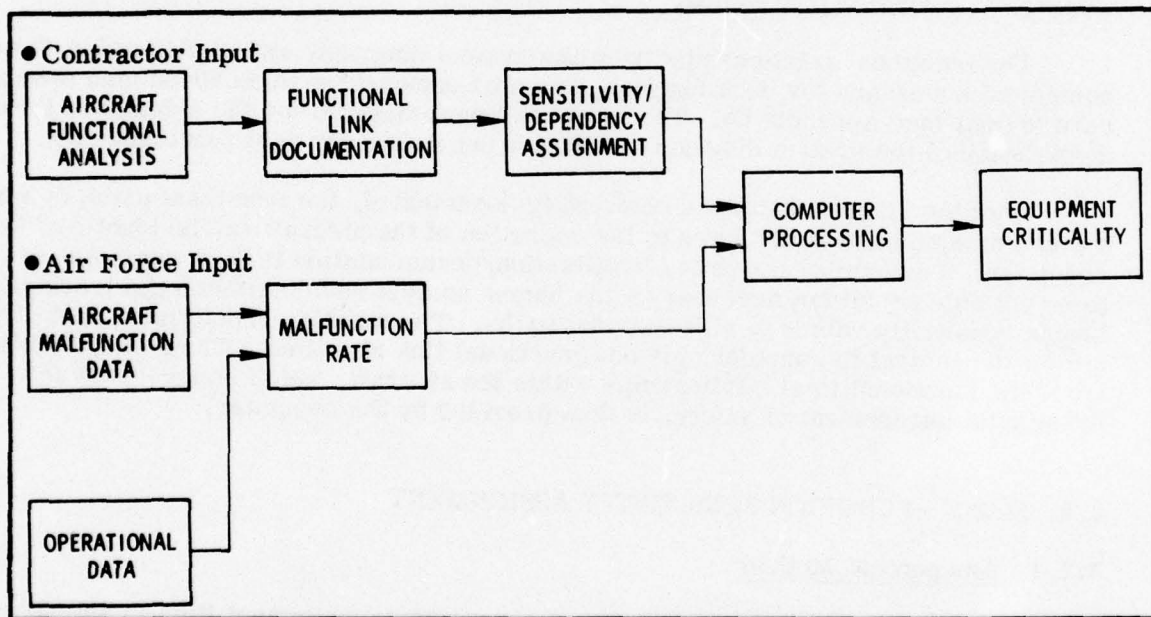 ● Contractor Input
AIRCRAFT
FUNCTIONAL
ANALYSIS
FUNCTIONAL
LINK
DOCUMENTATION
SENSITIVITY/
DEPENDENCY
ASSIGNMENT
COMPUTER
PROCESSING
EQUIPMENT
CRITICALITY
● Air Force Input
AIRCRAFT
MALFUNCTION
DATA
MALFUNCTION
RATE
OPERATIONAL
DATA